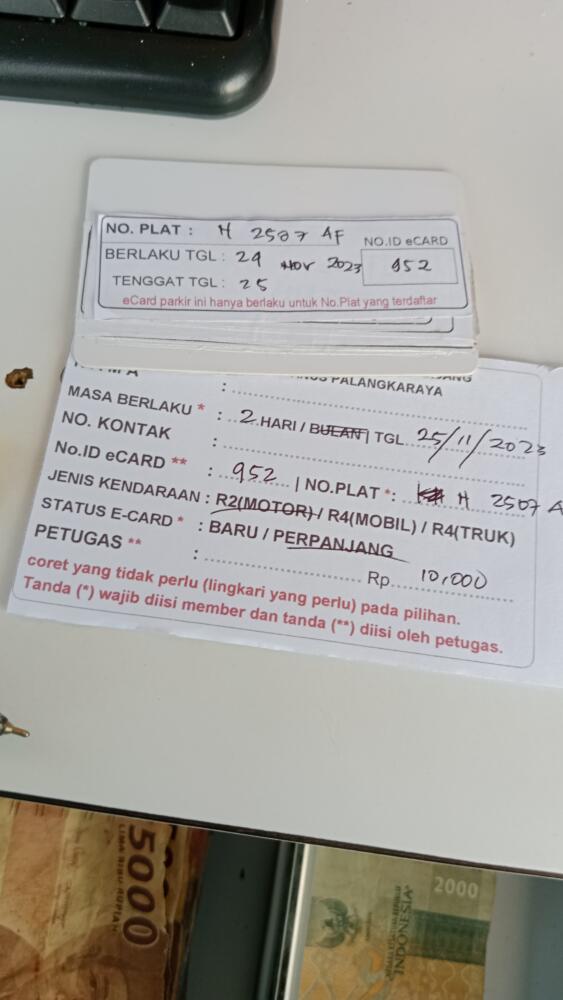 NO. PLAT : H 2507 AF
NO.ID eCARD
BERLAKU TGL : 24 NOV 2023
952
TENGGAT TGL : 25
eCard parkir ini hanya berlaku untuk No.Plat yang terdaftar
PALANGKARAYA
MASA BERLAKU * : 2 HARI / BULAN | TGL 25/11/2023
NO. KONTAK :
No.ID eCARD ** : 952 | NO.PLAT *: H 2507 A
JENIS KENDARAAN : R2(MOTOR) / R4(MOBIL) / R4(TRUK)
STATUS E-CARD * : BARU / PERPANJANG
PETUGAS ** : Rp. 10,000
coret yang tidak perlu (lingkari yang perlu) pada pilihan.
Tanda (*) wajib diisi member dan tanda (**) diisi oleh petugas.
5000
LIMA RIBU RUPIAH
2000
INDONESIA